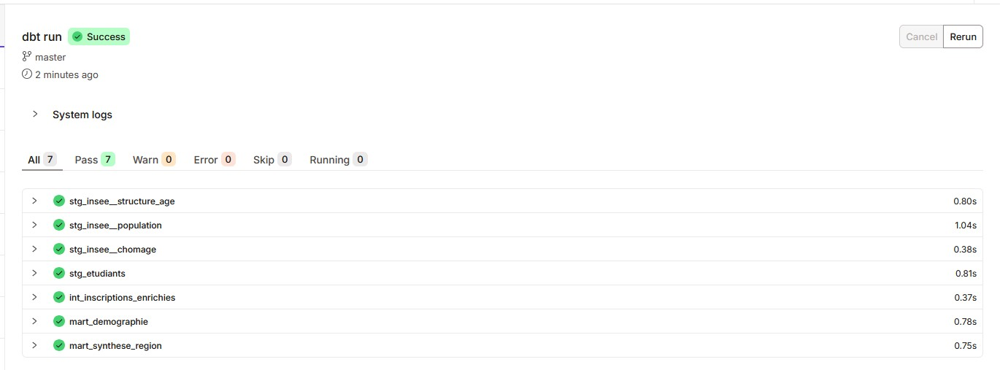 dbt run Success Cancel Rerun
master
2 minutes ago
System logs
All 7 Pass 7 Warn 0 Error 0 Skip 0 Running 0
stg_insee__structure_age 0.80s
stg_insee__population 1.04s
stg_insee__chomage 0.38s
stg_etudiants 0.81s
int_inscriptions_enrichies 0.37s
mart_demographie 0.78s
mart_synthese_region 0.75s